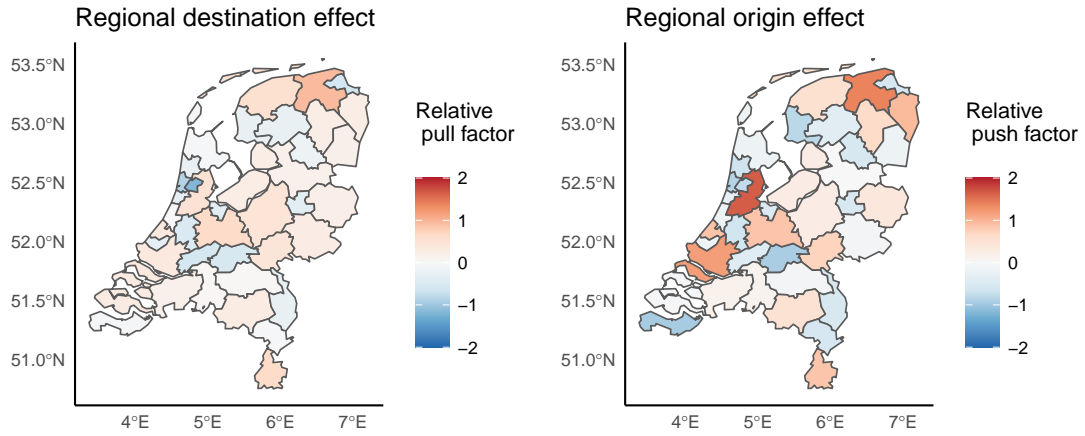 Regional destination effect
53.5°N
53.0°N
52.5°N
52.0°N
51.5°N
51.0°N
4°E 5°E 6°E 7°E
Relative
pull factor
2
1
0
−1
−2
Regional origin effect
53.5°N
53.0°N
52.5°N
52.0°N
51.5°N
51.0°N
4°E 5°E 6°E 7°E
Relative
push factor
2
1
0
−1
−2